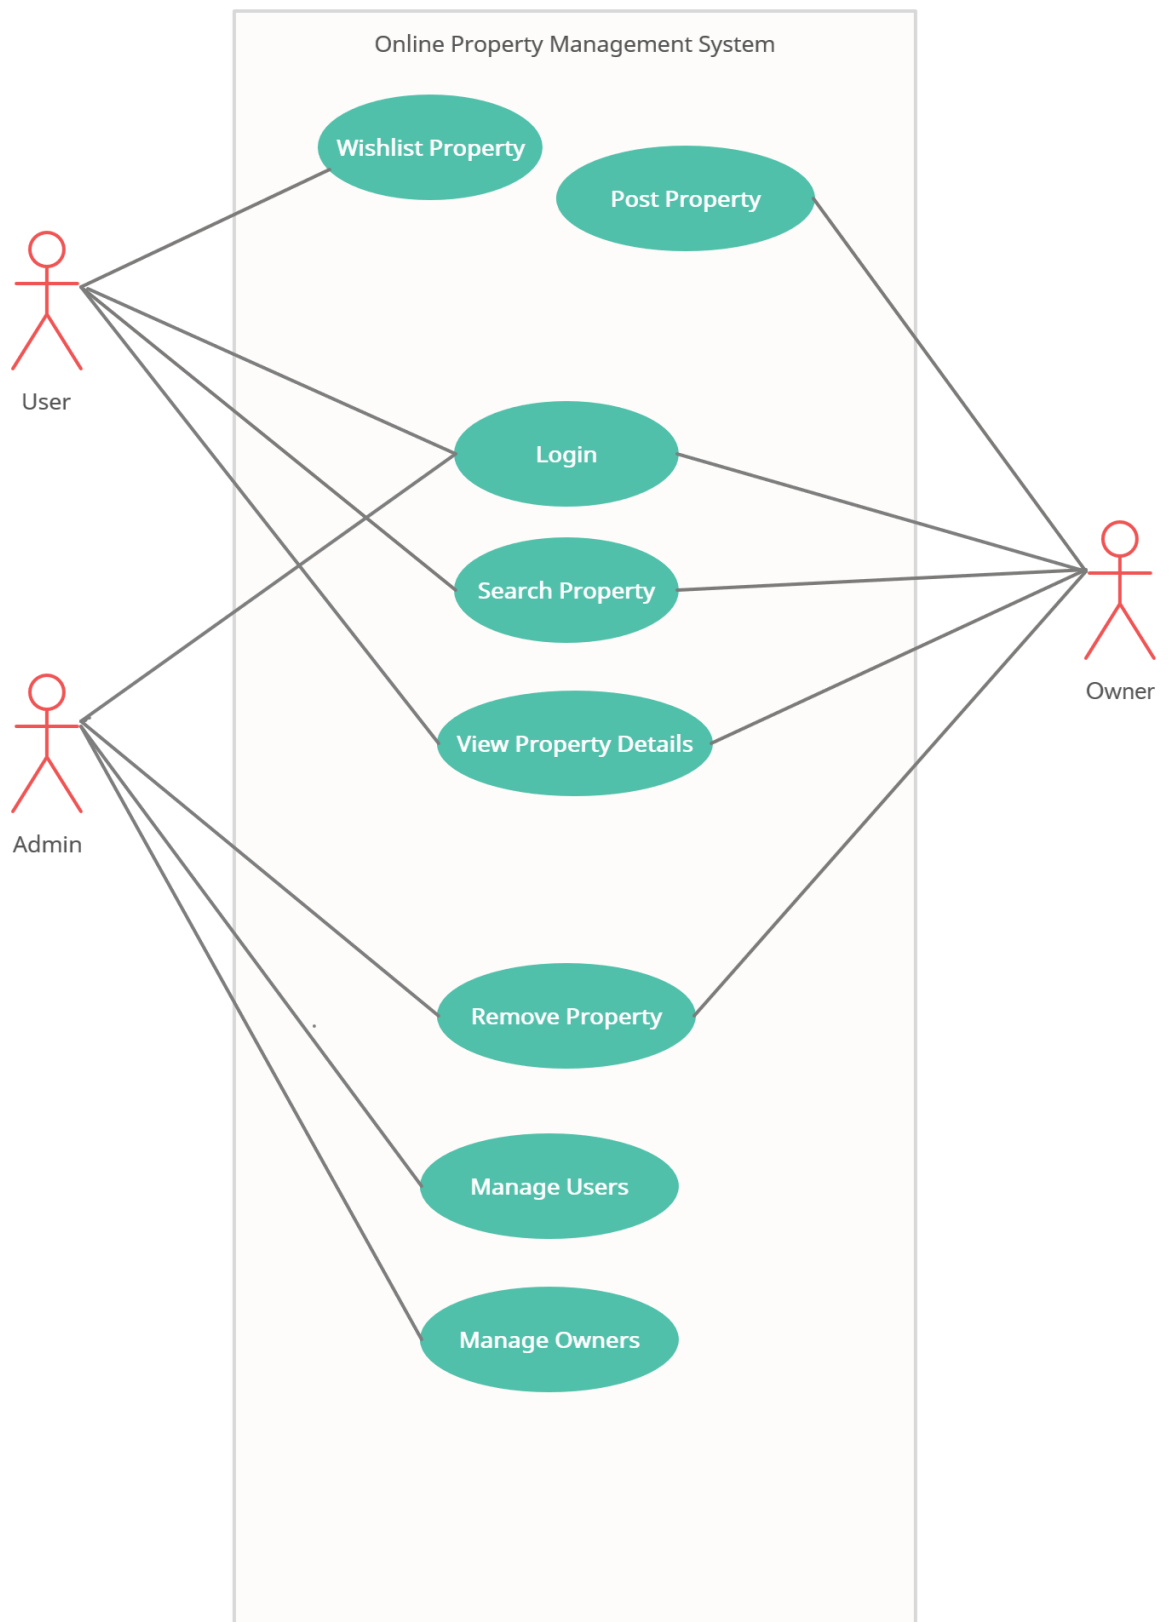 Online Property Management System
Wishlist Property
Post Property
User
Login
Search Property
Owner
View Property Details
Admin
Remove Property
Manage Users
Manage Owners